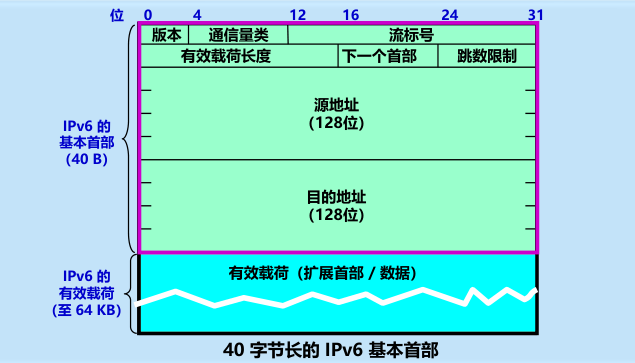 位 0 4 12 16 24 31
版本 通信量类 流标号
有效载荷长度 下一个首部 跳数限制
源地址
(128位)
IPv6 的
基本首部
(40 B)
目的地址
(128位)
有效载荷（扩展首部 / 数据）
IPv6 的
有效载荷
(至 64 KB)
40 字节长的 IPv6 基本首部